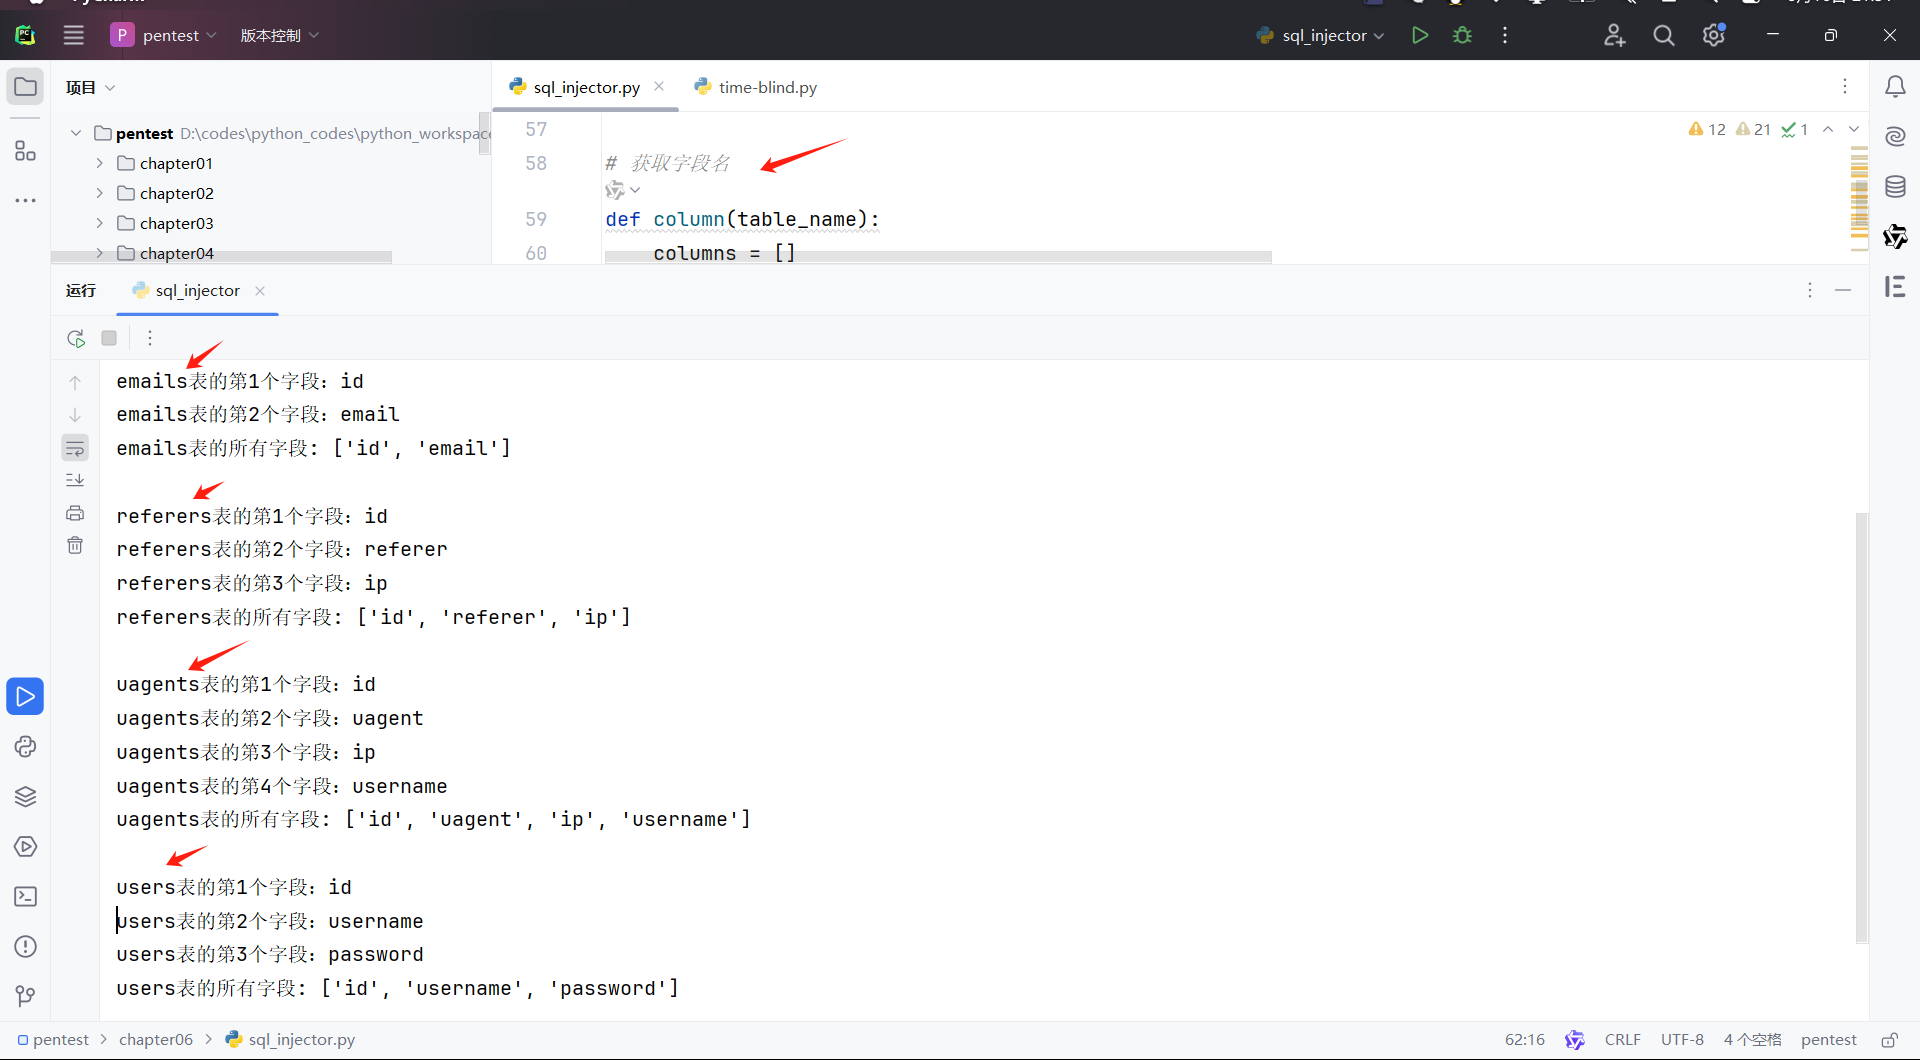 P pentest 版本控制 sql_injector
项目
sql_injector.py
time-blind.py
pentest D:\codes\python_codes\python_workspac
chapter01
chapter02
chapter03
chapter04
57
58 # 获取字段名
59 def column(table_name):
60 columns = []
12 21 1
运行 sql_injector
emails表的第1个字段：id
emails表的第2个字段：email
emails表的所有字段：['id', 'email']
referers表的第1个字段：id
referers表的第2个字段：referer
referers表的第3个字段：ip
referers表的所有字段：['id', 'referer', 'ip']
uagents表的第1个字段：id
uagents表的第2个字段：uagent
uagents表的第3个字段：ip
uagents表的第4个字段：username
uagents表的所有字段：['id', 'uagent', 'ip', 'username']
users表的第1个字段：id
users表的第2个字段：username
users表的第3个字段：password
users表的所有字段：['id', 'username', 'password']
pentest chapter06 sql_injector.py 62:16 CRLF UTF-8 4 个空格 pentest